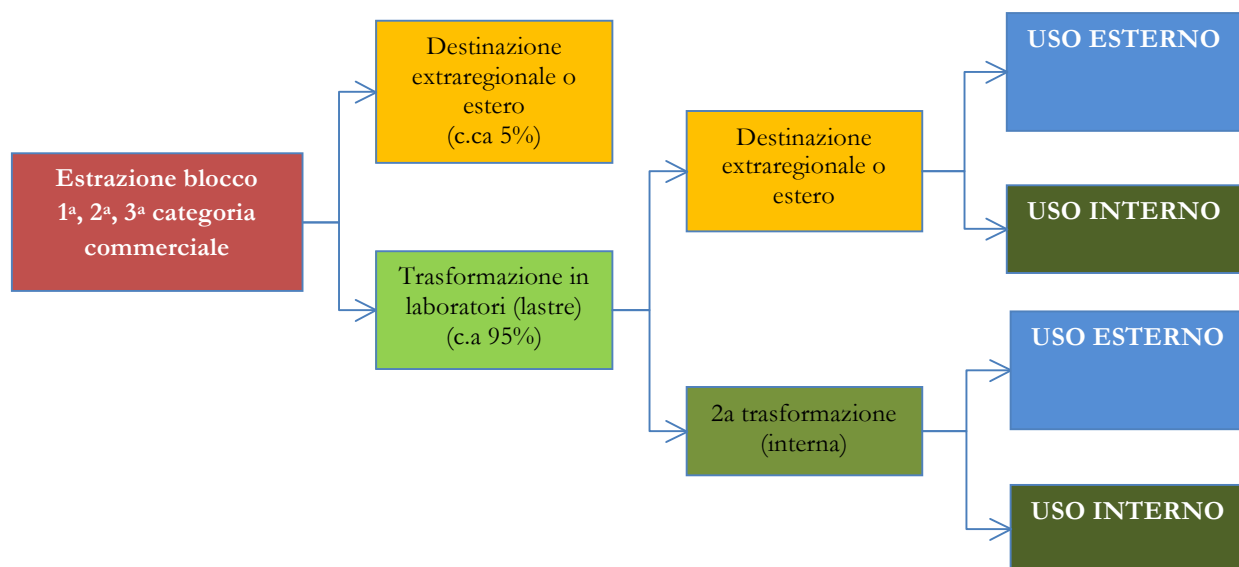 Estrazione blocco
1ª, 2ª, 3ª categoria
commerciale
Destinazione
extraregionale o
estero
(c.ca 5%)
Trasformazione in
laboratori (lastre)
(c.a 95%)
Destinazione
extraregionale o
estero
2a trasformazione
(interna)
USO ESTERNO
USO INTERNO
USO ESTERNO
USO INTERNO